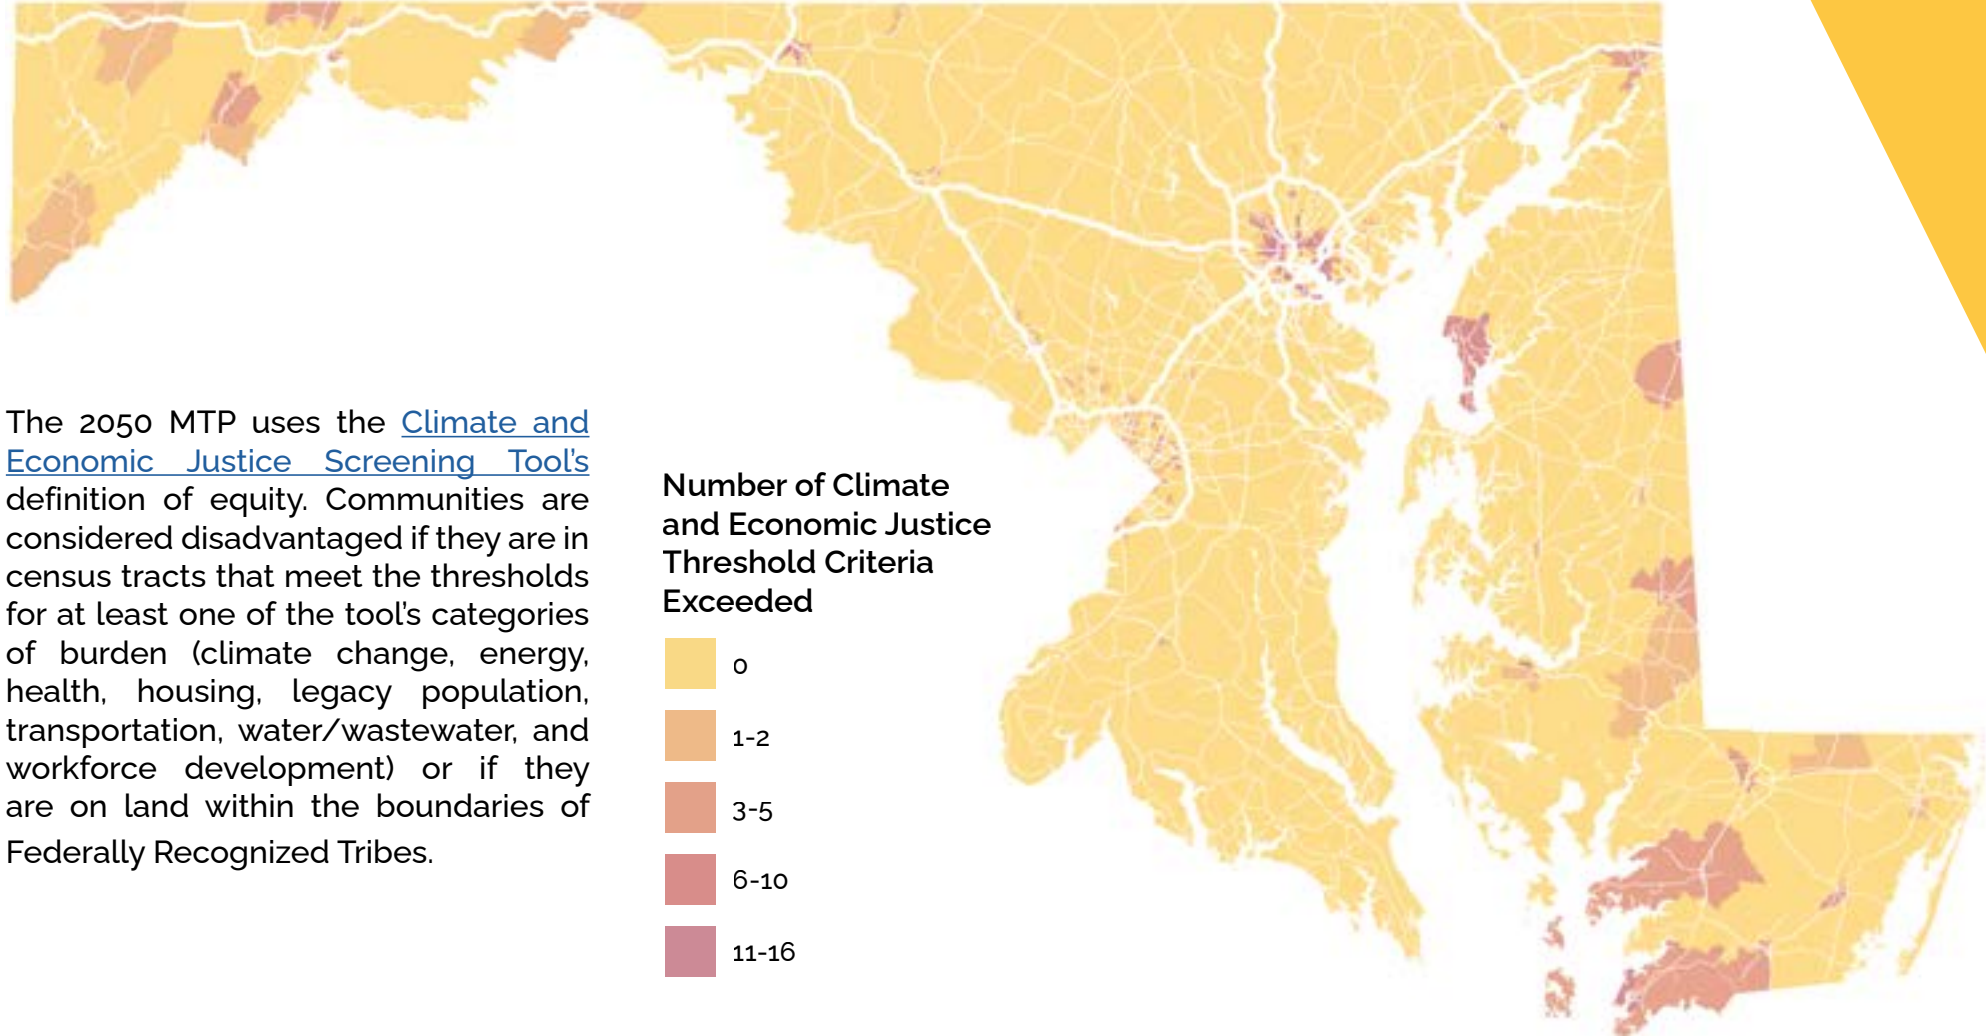 The 2050 MTP uses the Climate and
Economic Justice Screening Tool's
definition of equity. Communities are
considered disadvantaged if they are in
census tracts that meet the thresholds
for at least one of the tool's categories
of burden (climate change, energy,
health, housing, legacy population,
transportation, water/wastewater, and
workforce development) or if they
are on land within the boundaries of
Federally Recognized Tribes.
Number of Climate
and Economic Justice
Threshold Criteria
Exceeded
0
1-2
3-5
6-10
11-16